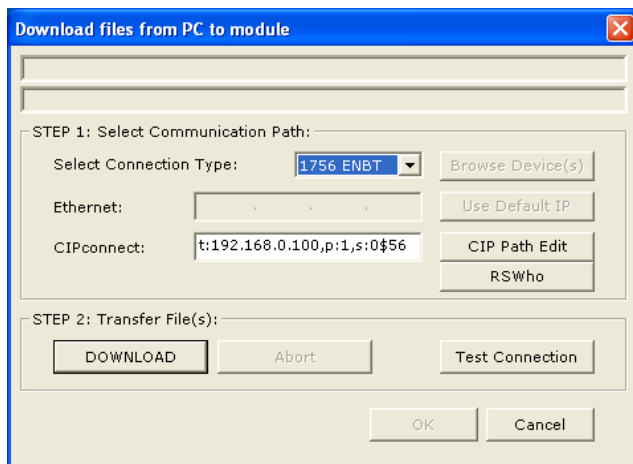 Download files from PC to module
STEP 1: Select Communication Path:
Select Connection Type: 1756 ENBT Browse Device(s)
Ethernet: . . . Use Default IP
CIPconnect: t:192.168.0.100,p:1,s:0$56 CIP Path Edit
RSWho
STEP 2: Transfer File(s):
DOWNLOAD Abort Test Connection
OK Cancel